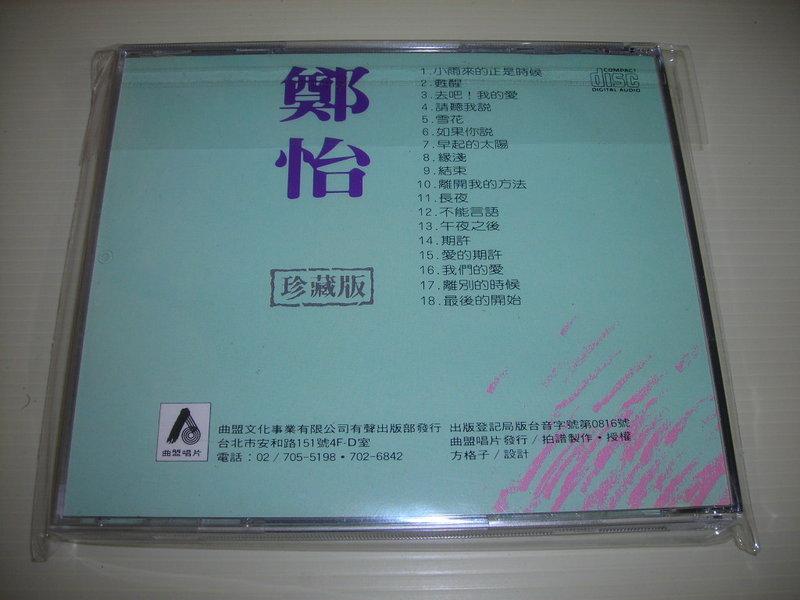 鄭怡
珍藏版
COMPACT
disc
DIGITAL AUDIO
1.小雨來的正是時候
2.甦醒
3.去吧！我的愛
4.請聽我說
5.雪花
6.如果你說
7.早起的太陽
8.緣淺
9.結束
10.離開我的方法
11.長夜
12.不能言語
13.午夜之後
14.期許
15.愛的期許
16.我們的愛
17.離別的時候
18.最後的開始
曲盟唱片
曲盟文化事業有限公司有聲出版部發行
台北市安和路151號4F-D室
電話：02/705-5198•702-6842
出版登記局版台音字號第0816號
曲盟唱片發行/拍譜製作•授權
方格子/設計